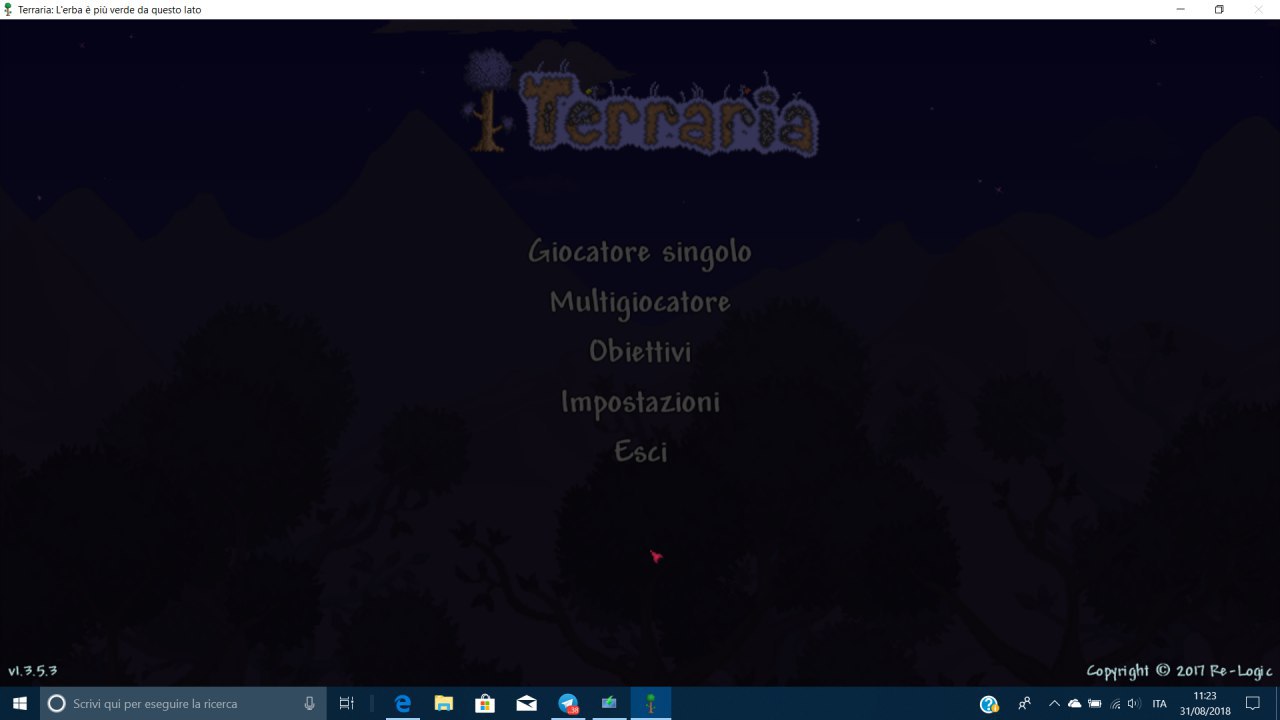 Terraria: L'erba è più verde da questo lato
Terraria
Giocatore singolo
Multigiocatore
Obiettivi
Impostazioni
Esci
v1.3.5.3
Copyright © 2017 Re-Logic
Scrivi qui per eseguire la ricerca
ITA
11:23
31/08/2018